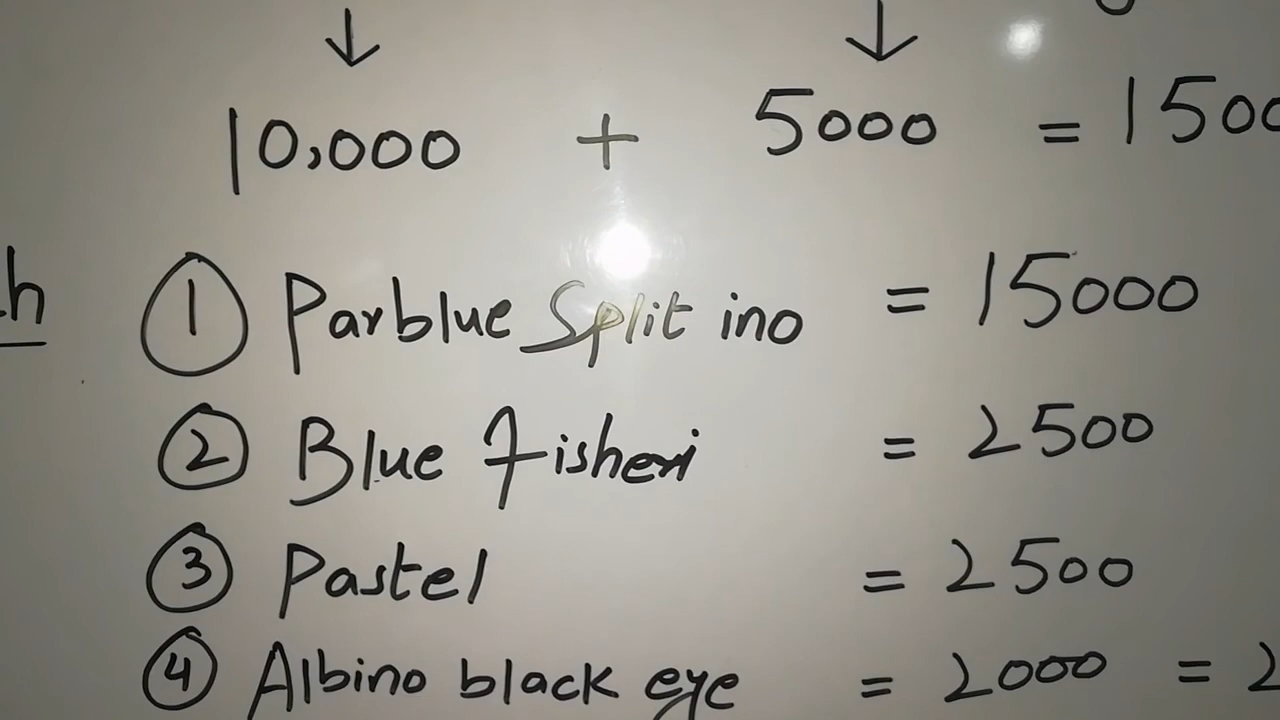 10,000 + 5000 = 1500
① Parblue Split ino = 15000
② Blue Fisheri = 2500
③ Pastel = 2500
④ Albino black eye = 2000 = 2